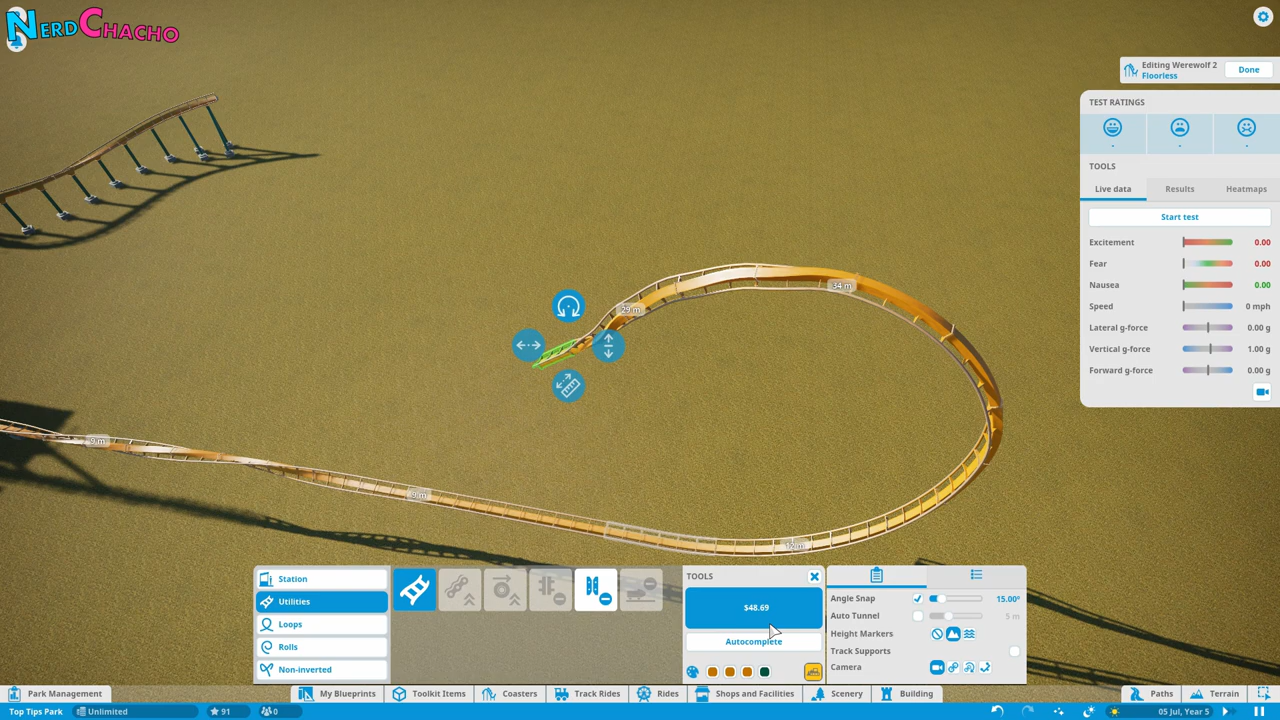 NERDCHACHO
Editing Werewolf 2
Floorless
Done
TEST RATINGS
-
-
-
TOOLS
Live data
Results
Heatmaps
Start test
Excitement
0.00
Fear
0.00
Nausea
0.00
Speed
0 mph
Lateral g-force
0.00 g
Vertical g-force
1.00 g
Forward g-force
0.00 g
34 m
29 m
9 m
9 m
12 m
Station
Utilities
Loops
Rolls
Non-inverted
TOOLS
$48.69
Autocomplete
Angle Snap
15.00°
Auto Tunnel
5 m
Height Markers
Track Supports
Camera
Park Management
My Blueprints
Toolkit Items
Coasters
Track Rides
Rides
Shops and Facilities
Scenery
Building
Paths
Terrain
Top Tips Park
Unlimited
91
0
05 Jul, Year 5